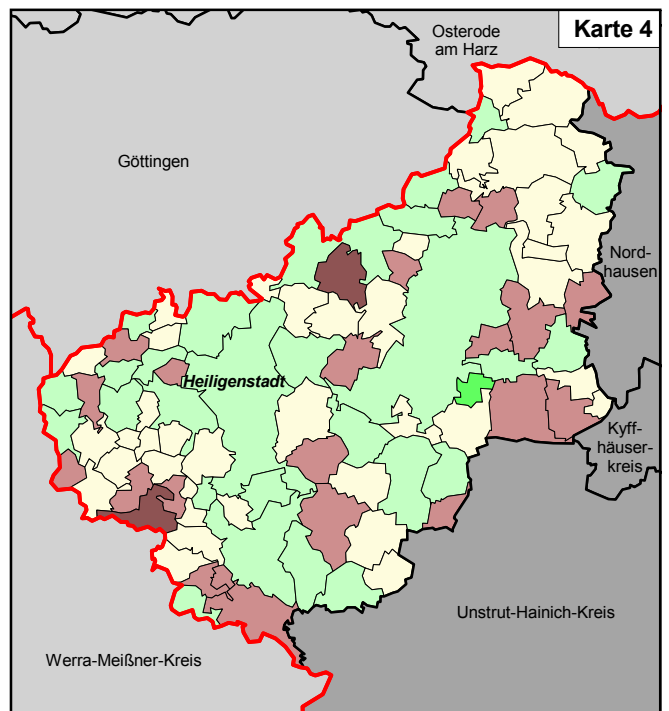 Karte 4
Osterode
am Harz
Göttingen
Nord-
hausen
Heiligenstadt
Kyff-
häuser-
kreis
Unstrut-Hainich-Kreis
Werra-Meißner-Kreis